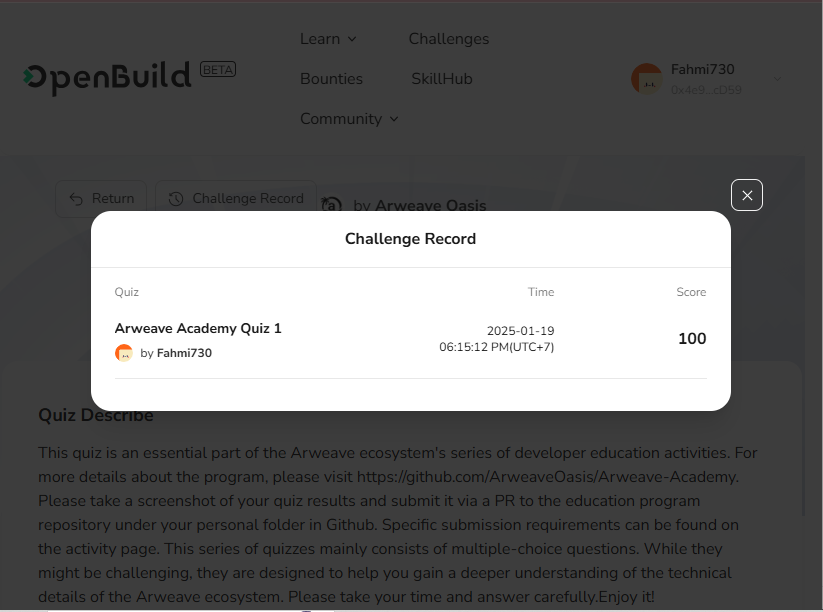 Learn
Challenges
OpenBuild BETA
Bounties
SkillHub
Fahmi730
0x4e9...cD59
Community
Return
Challenge Record
a by Arweave Oasis
Challenge Record
Quiz Time Score
Arweave Academy Quiz 1
by Fahmi730
2025-01-19
06:15:12 PM(UTC+7)
100
Quiz Describe
This quiz is an essential part of the Arweave ecosystem's series of developer education activities. For
more details about the program, please visit https://github.com/ArweaveOasis/Arweave-Academy.
Please take a screenshot of your quiz results and submit it via a PR to the education program
repository under your personal folder in Github. Specific submission requirements can be found on
the activity page. This series of quizzes mainly consists of multiple-choice questions. While they
might be challenging, they are designed to help you gain a deeper understanding of the technical
details of the Arweave ecosystem. Please take your time and answer carefully.Enjoy it!